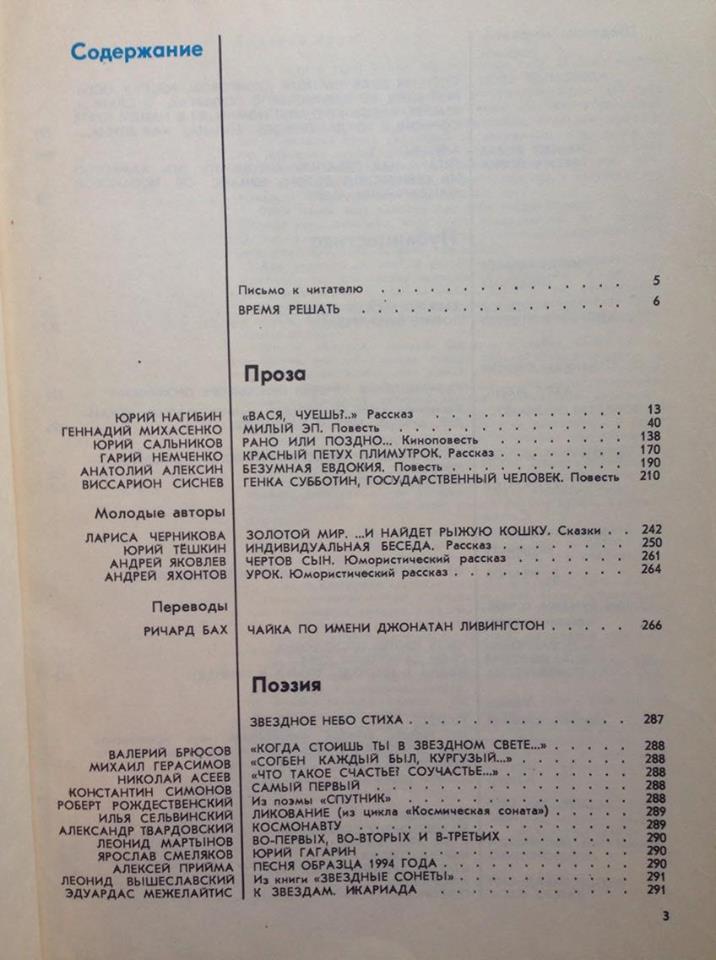 Содержание
Письмо к читателю . . . . . . . . . . . . . . 5
ВРЕМЯ РЕШАТЬ . . . . . . . . . . . . . . 6
Проза
ЮРИЙ НАГИБИН «ВАСЯ, ЧУЕШЬ?..» Рассказ . . . . . . . . . . . 13
ГЕННАДИЙ МИХАСЕНКО МИЛЫЙ ЭП. Повесть . . . . . . . . . . . . . 40
ЮРИЙ САЛЬНИКОВ РАНО ИЛИ ПОЗДНО... Киноповесть . . . . . . . . 138
ГАРИЙ НЕМЧЕНКО КРАСНЫЙ ПЕТУХ ПЛИМУТРОК. Рассказ . . . . . . . 170
АНАТОЛИЙ АЛЕКСИН БЕЗУМНАЯ ЕВДОКИЯ. Повесть . . . . . . . . . . 190
ВИССАРИОН СИСНЕВ ГЕНКА СУББОТИН, ГОСУДАРСТВЕННЫЙ ЧЕЛОВЕК. Повесть 210
Молодые авторы
ЛАРИСА ЧЕРНИКОВА ЗОЛОТОЙ МИР. ...И НАЙДЕТ РЫЖУЮ КОШКУ. Сказки . . 242
ЮРИЙ ТЁШКИН ИНДИВИДУАЛЬНАЯ БЕСЕДА. Рассказ . . . . . . . . 250
АНДРЕЙ ЯКОВЛЕВ ЧЕРТОВ СЫН. Юмористический рассказ . . . . . . . 261
АНДРЕЙ ЯХОНТОВ УРОК. Юмористический рассказ . . . . . . . . . . 264
Переводы
РИЧАРД БАХ ЧАЙКА ПО ИМЕНИ ДЖОНАТАН ЛИВИНГСТОН . . . . . 266
Поэзия
ЗВЕЗДНОЕ НЕБО СТИХА . . . . . . . . . . . . . 287
ВАЛЕРИЙ БРЮСОВ «КОГДА СТОИШЬ ТЫ В ЗВЕЗДНОМ СВЕТЕ...» . . . . . 288
МИХАИЛ ГЕРАСИМОВ «СОГБЕН КАЖДЫЙ БЫЛ, КУРГУЗЫЙ...» . . . . . . . 288
НИКОЛАЙ АСЕЕВ «ЧТО ТАКОЕ СЧАСТЬЕ? СОУЧАСТЬЕ...» . . . . . . . . 288
КОНСТАНТИН СИМОНОВ САМЫЙ ПЕРВЫЙ . . . . . . . . . . . . . 288
РОБЕРТ РОЖДЕСТВЕНСКИЙ Из поэмы «СПУТНИК» . . . . . . . . . . . . 288
ИЛЬЯ СЕЛЬВИНСКИЙ ЛИКОВАНИЕ (из цикла «Космическая соната») . . . . . 289
АЛЕКСАНДР ТВАРДОВСКИЙ КОСМОНАВТУ . . . . . . . . . . . . . . 289
ЛЕОНИД МАРТЫНОВ ВО-ПЕРВЫХ, ВО-ВТОРЫХ И В-ТРЕТЬИХ . . . . . . . . 290
ЯРОСЛАВ СМЕЛЯКОВ ЮРИЙ ГАГАРИН . . . . . . . . . . . . . 290
АЛЕКСЕЙ ПРИЙМА ПЕСНЯ ОБРАЗЦА 1994 ГОДА . . . . . . . . . . . 290
ЛЕОНИД ВЫШЕСЛАВСКИЙ Из книги «ЗВЕЗДНЫЕ СОНЕТЫ» . . . . . . . . . . 291
ЭДУАРДАС МЕЖЕЛАЙТИС К ЗВЕЗДАМ. ИКАРИАДА . . . . . . . . . . . 291
3